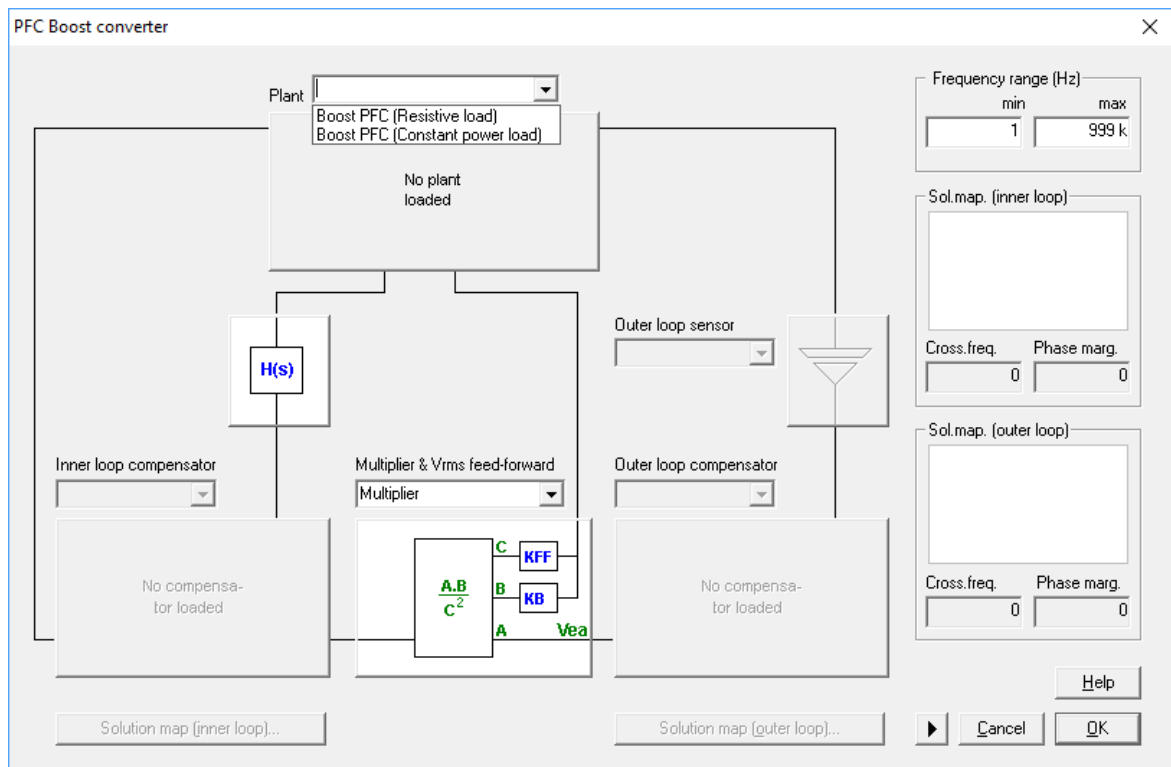 PFC Boost converter
Plant
Boost PFC (Resistive load)
Boost PFC (Constant power load)
No plant
loaded
Frequency range (Hz)
min max
1 999 k
Sol.map. (inner loop)
Cross.freq. Phase marg.
0 0
H(s)
Outer loop sensor
Inner loop compensator
Multiplier & Vrms feed-forward
Multiplier
Outer loop compensator
No compensa-
tor loaded
A.B
C2
C KFF
B KB
A Vea
No compensa-
tor loaded
Sol.map. (outer loop)
Cross.freq. Phase marg.
0 0
Solution map (inner loop)...
Solution map (outer loop)...
Help
Cancel
OK